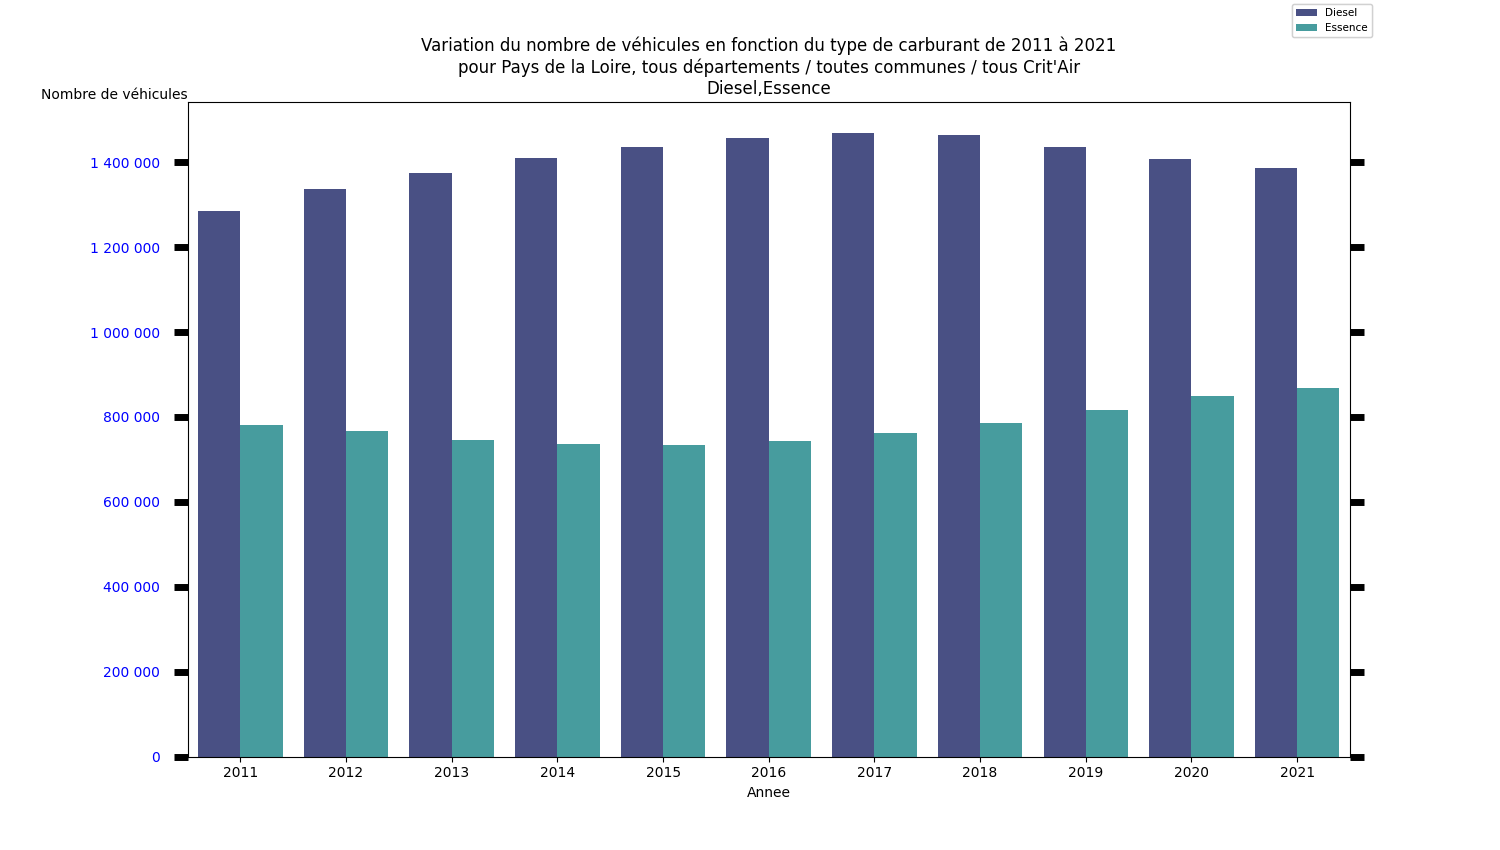 Diesel
Essence
Variation du nombre de véhicules en fonction du type de carburant de 2011 à 2021
pour Pays de la Loire, tous départements / toutes communes / tous Crit'Air
Diesel,Essence
Nombre de véhicules
1 400 000
1 200 000
1 000 000
800 000
600 000
400 000
200 000
0
2011 2012 2013 2014 2015 2016 2017 2018 2019 2020 2021
Annee